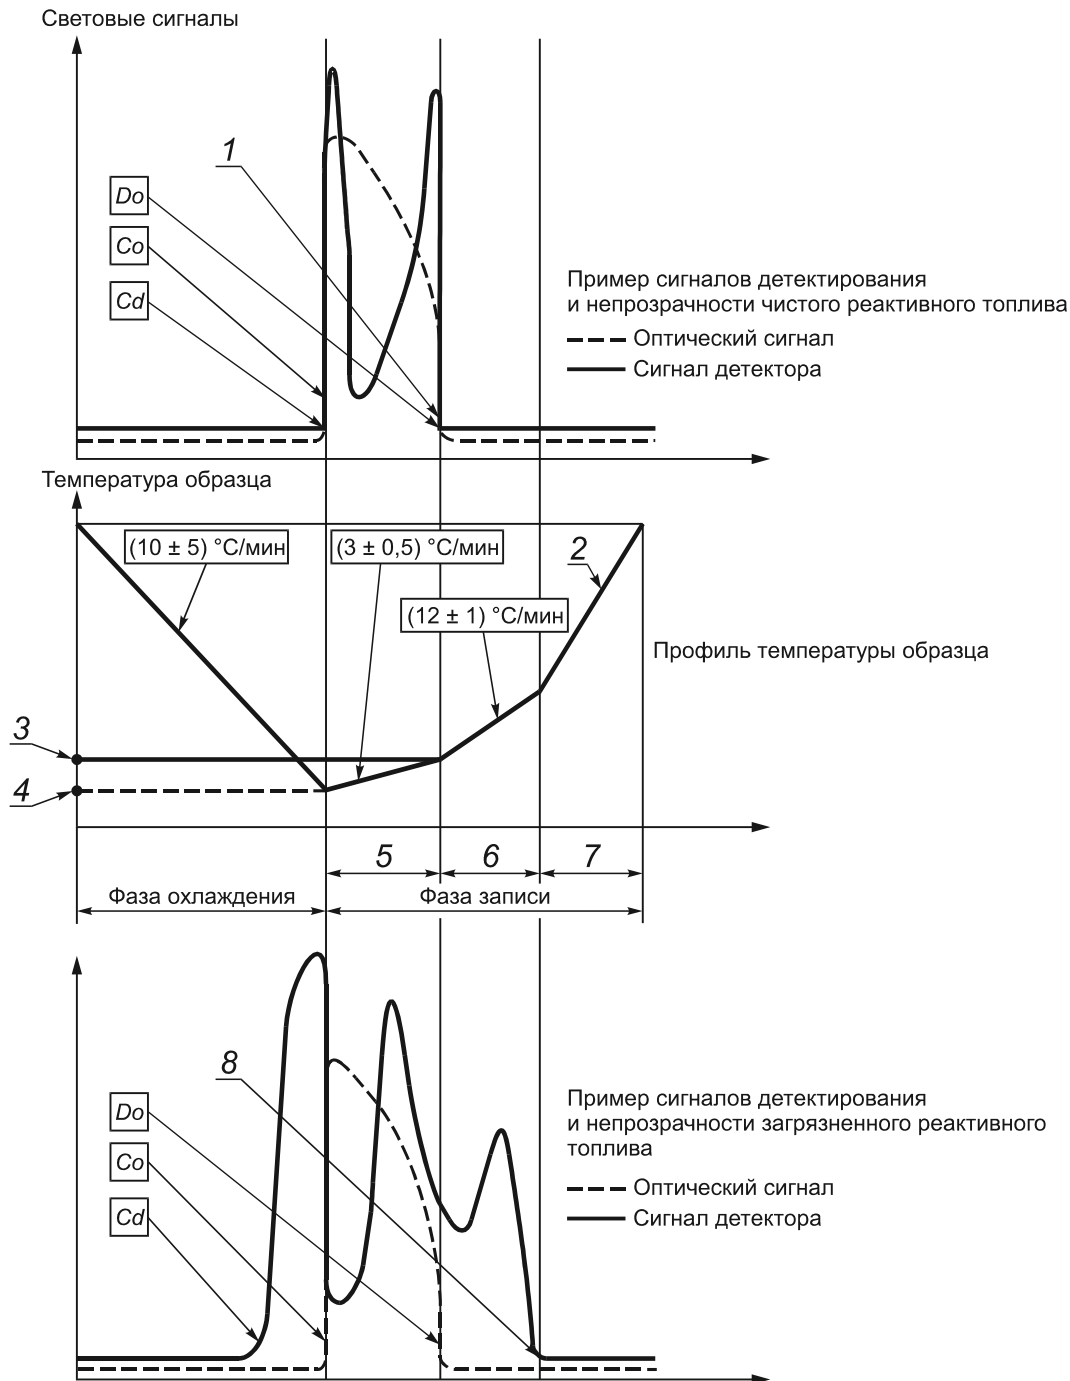 Световые сигналы
1
Do
Co
Cd
Пример сигналов детектирования
и непрозрачности чистого реактивного топлива
Оптический сигнал
Сигнал детектора
Температура образца
(10 ± 5) °С/мин
(3 ± 0,5) °С/мин
2
(12 ± 1) °С/мин
Профиль температуры образца
3
4
5
6
7
Фаза охлаждения
Фаза записи
8
Do
Co
Cd
Пример сигналов детектирования
и непрозрачности загрязненного реактивного
топлива
Оптический сигнал
Сигнал детектора